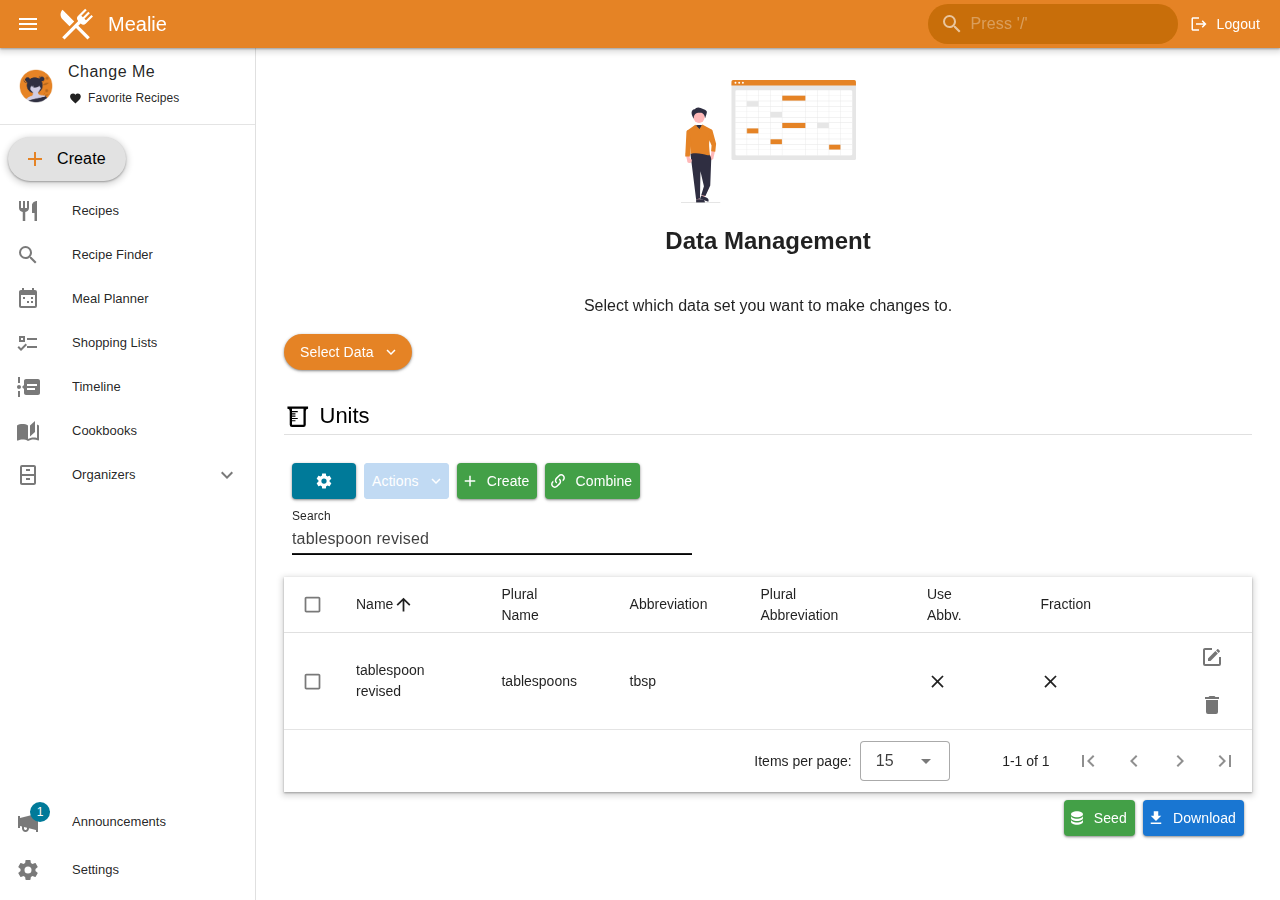 Mealie
Press '/'
Logout
Change Me
Favorite Recipes
Create
Recipes
Recipe Finder
Meal Planner
Shopping Lists
Timeline
Cookbooks
Organizers
1
Announcements
Settings
Data Management
Select which data set you want to make changes to.
Select Data
Units
Actions
Create
Combine
Search
tablespoon revised
Name
Plural
Name
Abbreviation
Plural
Abbreviation
Use
Abbv.
Fraction
tablespoon
revised
tablespoons
tbsp
Items per page:
15
1-1 of 1
Seed
Download